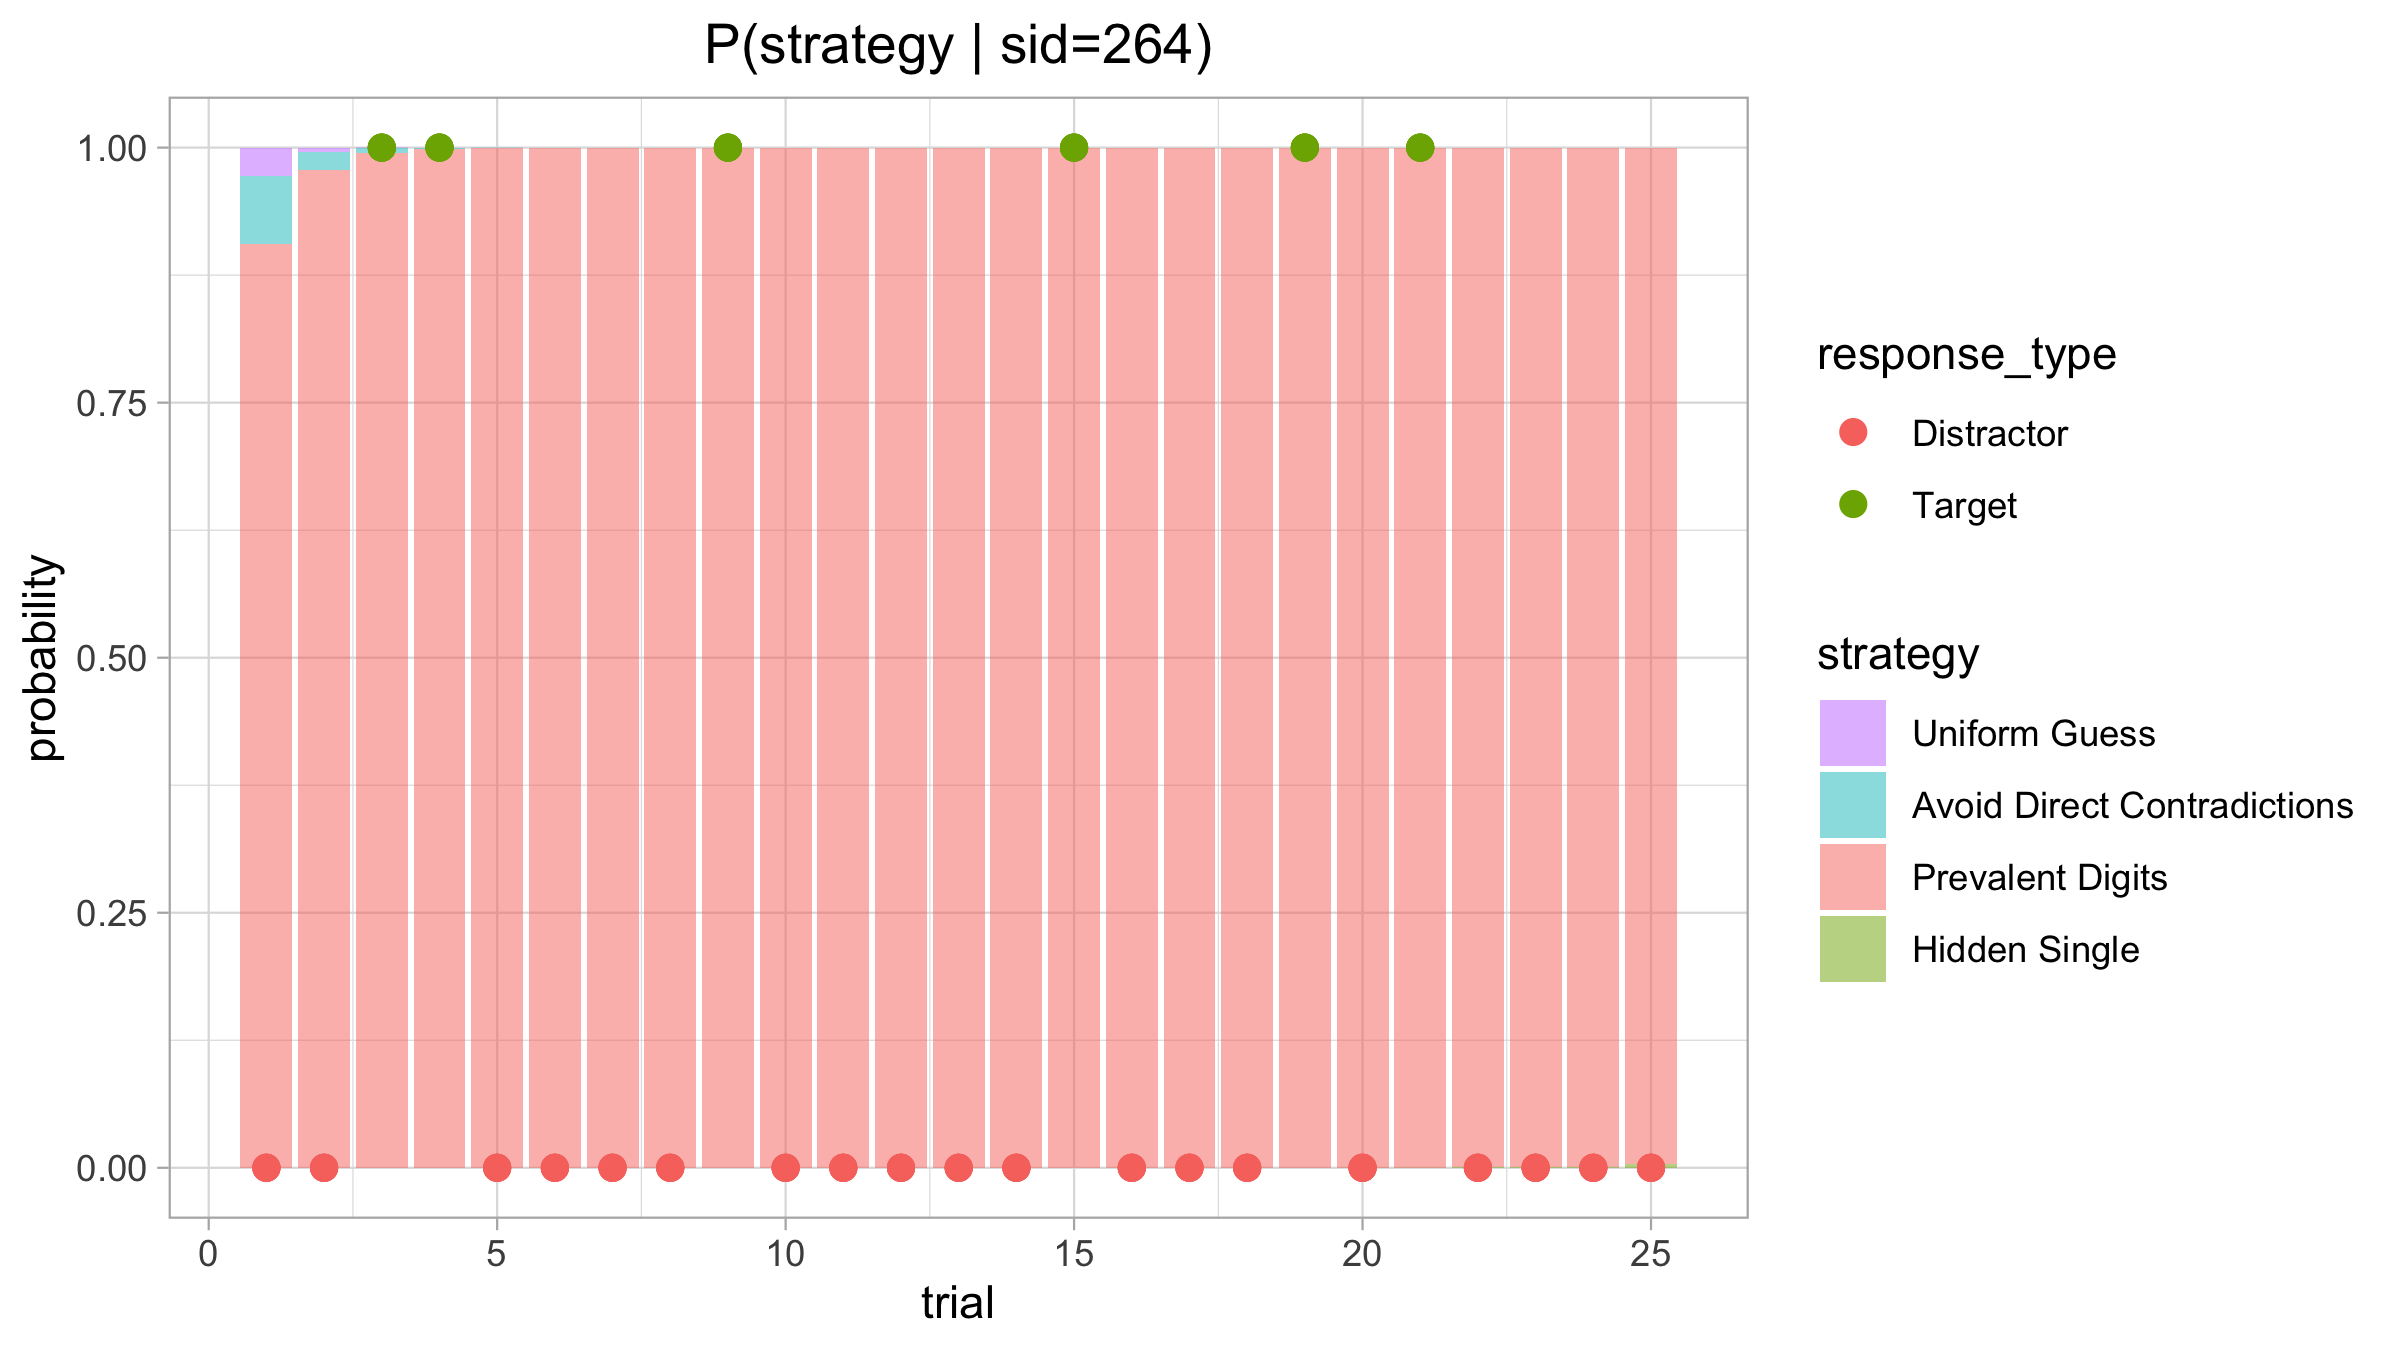 P(strategy | sid=264)
1.00
0.75
0.50
0.25
0.00
probability
0 5 10 15 20 25
trial
response_type
Distractor
Target
strategy
Uniform Guess
Avoid Direct Contradictions
Prevalent Digits
Hidden Single